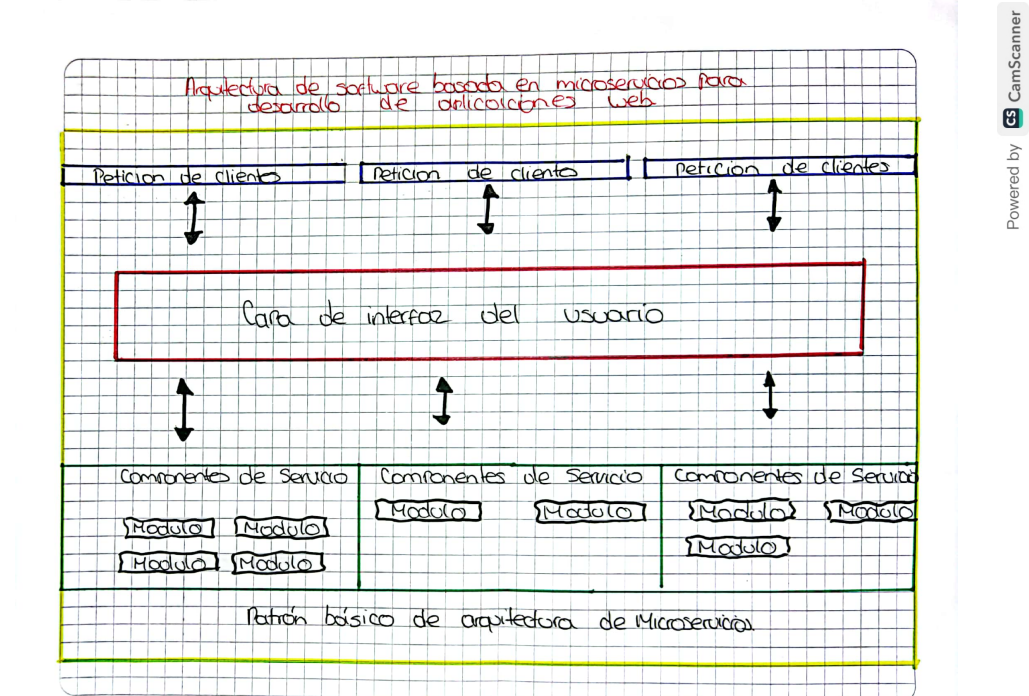 Arquitectura de software basada en microservicios para
desarrollo de aplicaciones web
Peticion de cliente
Peticion de cliente
Peticion de clientes
Capa de interfaz del usuario
Componentes de Servicio
Modulo
Modulo
Modulo
Modulo
Componentes de Servicio
Modulo
Modulo
Componentes de Servicio
Modulo
Modulo
Modulo
Patrón básico de arquitectura de Microservicios
Powered by CS CamScanner